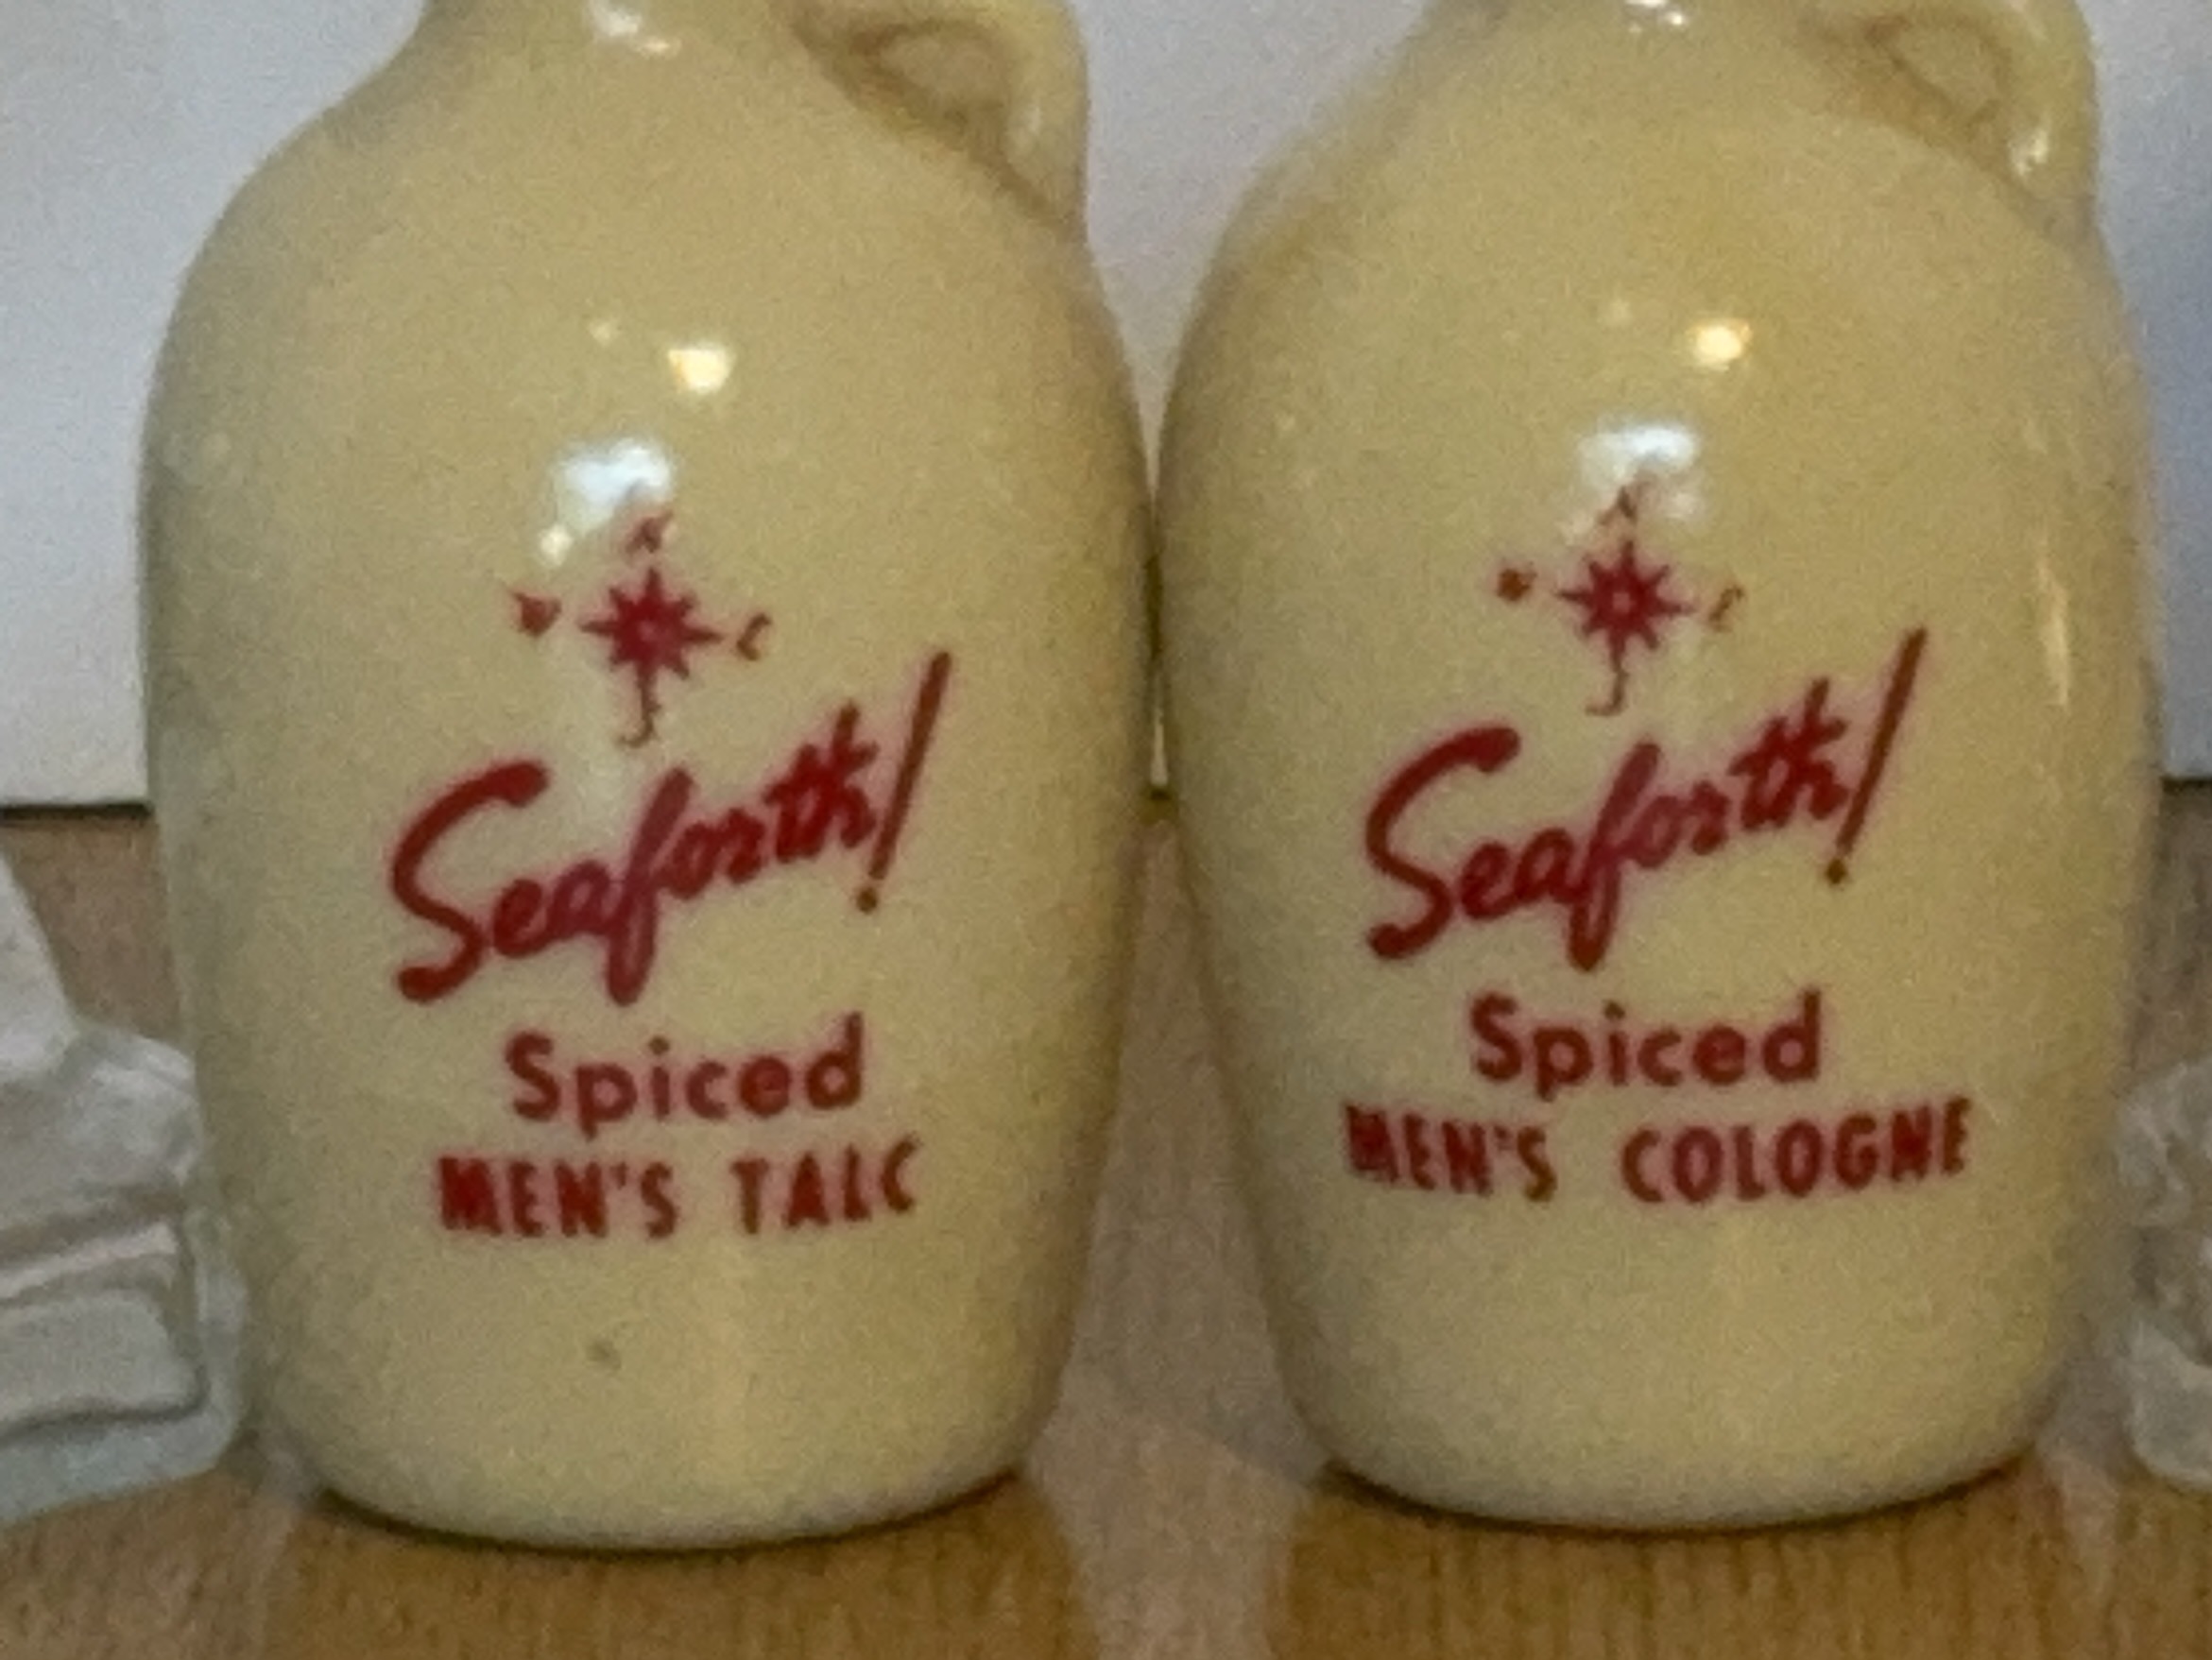 N
W E
S
Seaforth!
Spiced
MEN'S TALC
N
W E
S
Seaforth!
Spiced
MEN'S COLOGNE